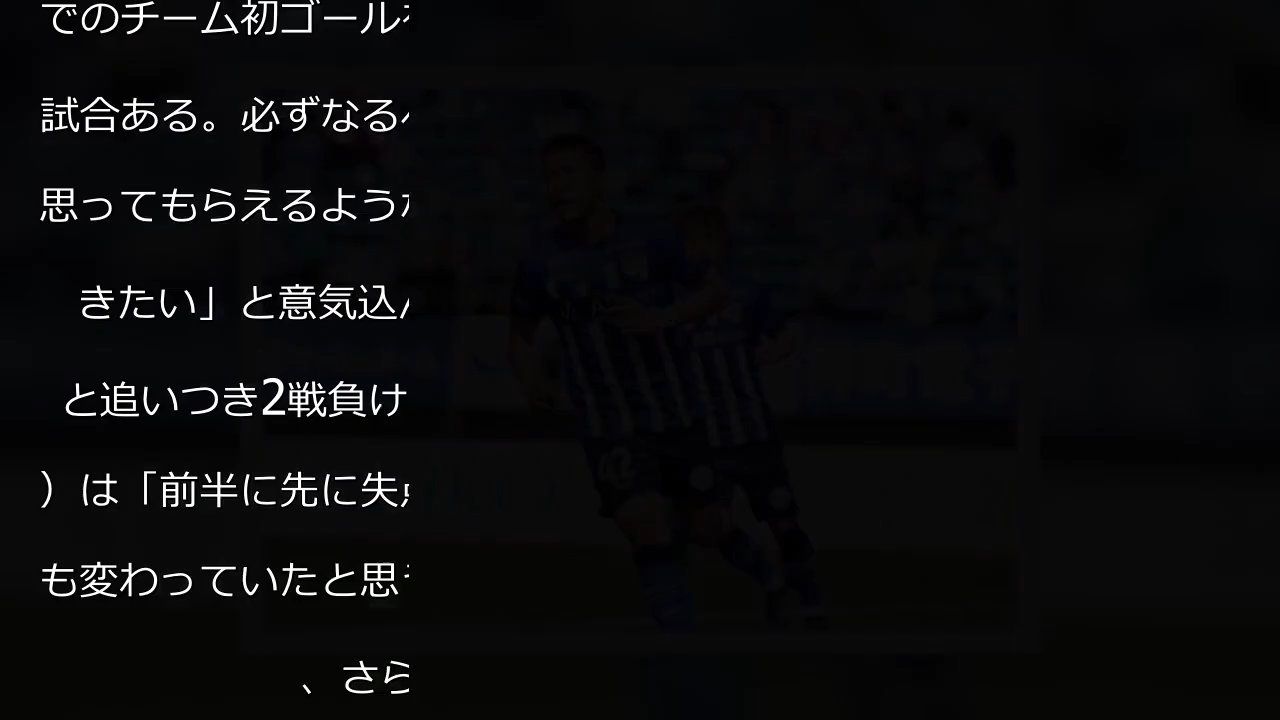 でのチーム初ゴール
試合ある。必ずなる
思ってもらえるよう
きたい」と意気込
と追いつき2戦負け
）は「前半に先に失
も変わっていたと思
、さら